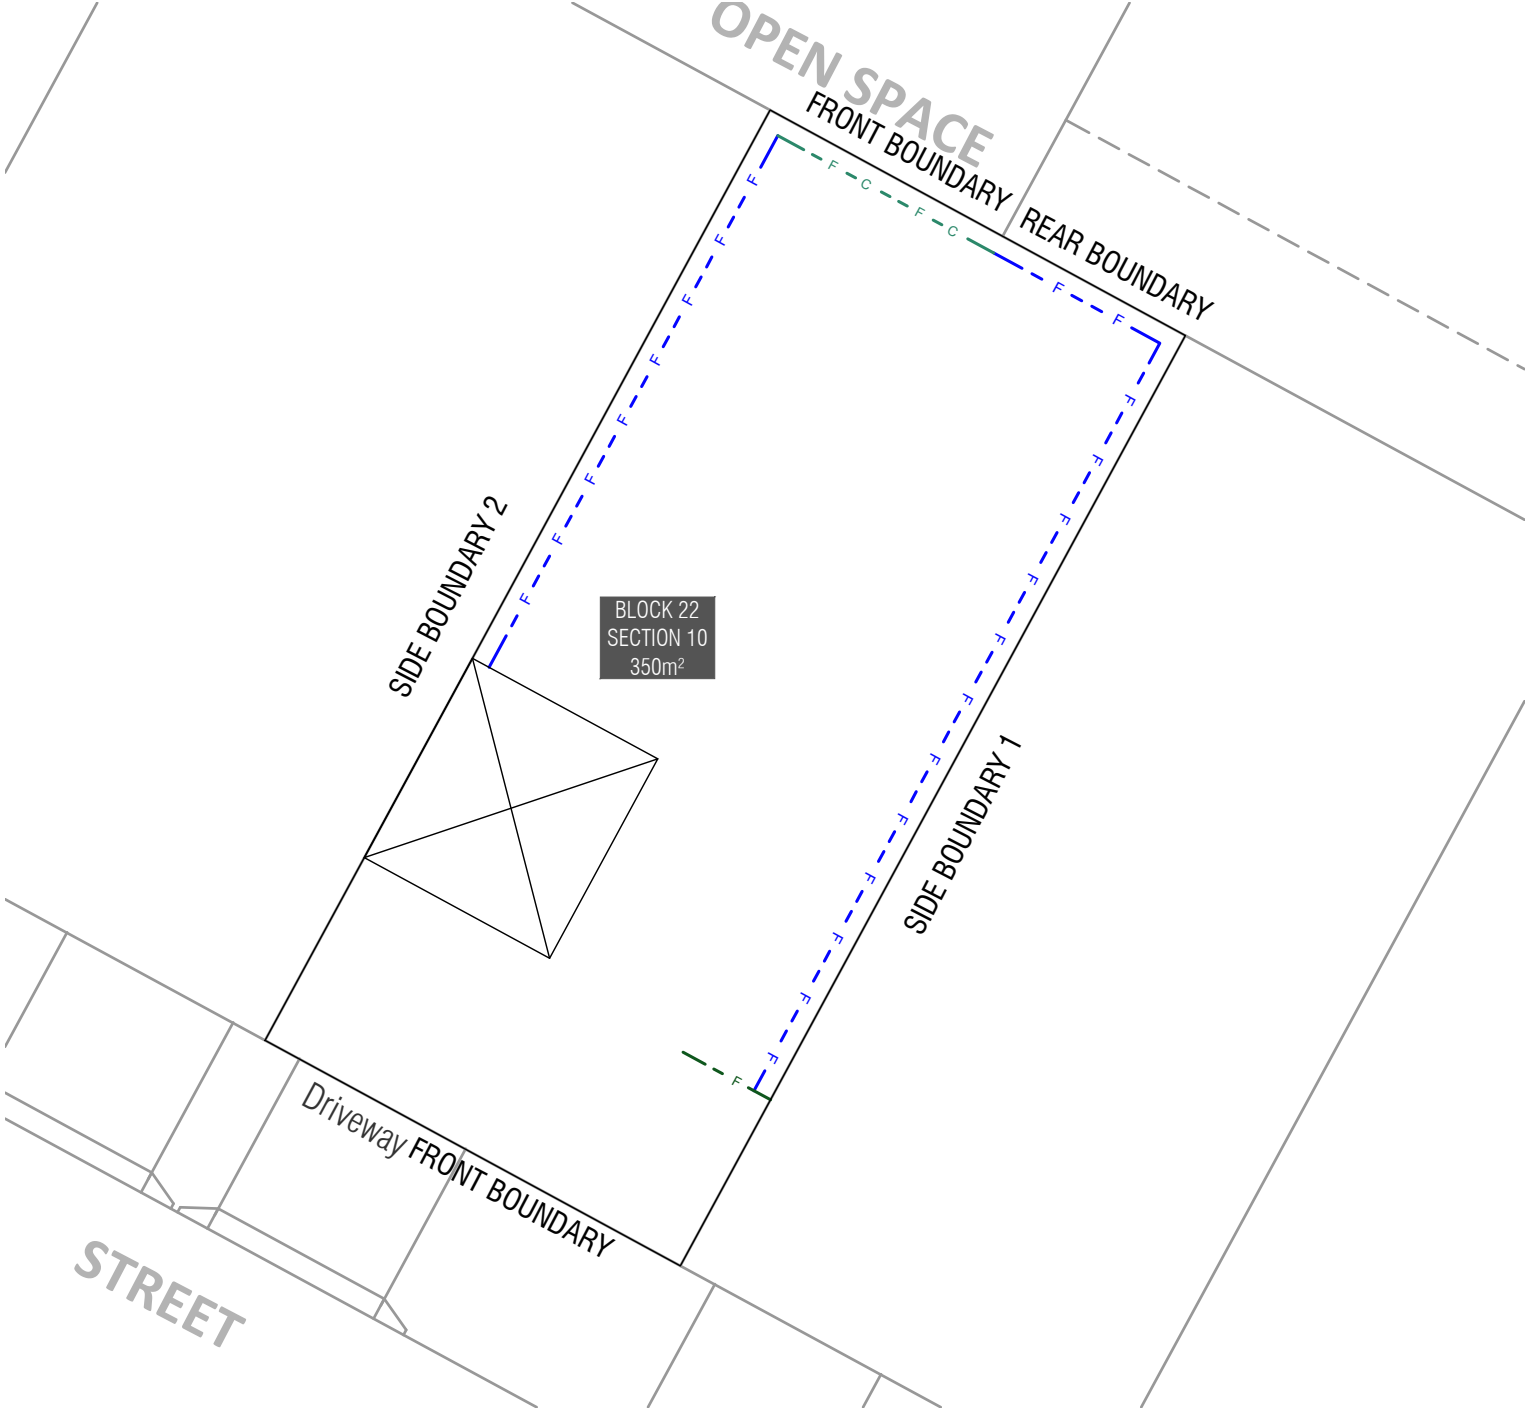 OPEN SPACE
FRONT BOUNDARY
REAR BOUNDARY
F C F C
F F
F F F F F F F F
F F F F F F F F F F F F
SIDE BOUNDARY 2
BLOCK 22
SECTION 10
350m²
SIDE BOUNDARY 1
F
Driveway
FRONT BOUNDARY
STREET